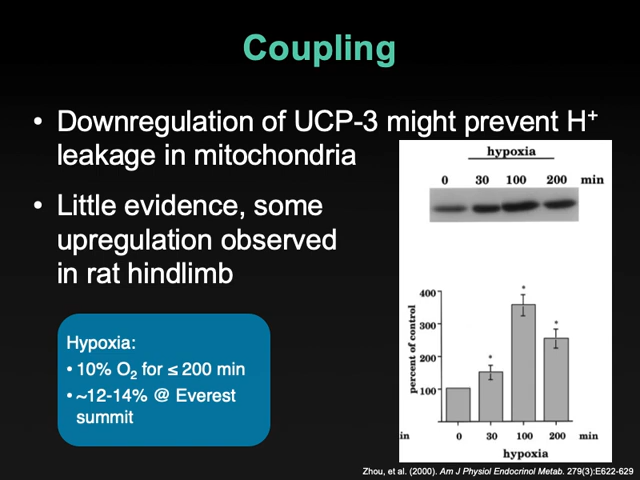 Coupling
• Downregulation of UCP-3 might prevent H⁺
leakage in mitochondria
• Little evidence, some
upregulation observed
in rat hindlimb
Hypoxia:
• 10% O₂ for ≤ 200 min
• ~12-14% @ Everest
summit
hypoxia
0 30 100 200 min
percent of control
400
300
200
100
in 0 30 100 200 min
hypoxia
* * *
Zhou, et al. (2000). Am J Physiol Endocrinol Metab. 279(3):E622-629